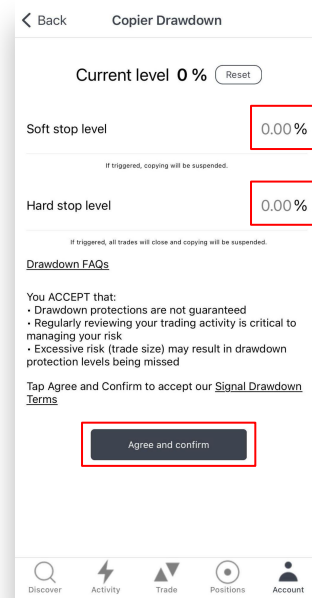 Back
Copier Drawdown
Current level 0 % Reset
Soft stop level 0.00 %
If triggered, copying will be suspended.
Hard stop level 0.00 %
If triggered, all trades will close and copying will be suspended.
Drawdown FAQs
You ACCEPT that:
• Drawdown protections are not guaranteed
• Regularly reviewing your trading activity is critical to
managing your risk
• Excessive risk (trade size) may result in drawdown
protection levels being missed
Tap Agree and Confirm to accept our Signal Drawdown
Terms
Agree and confirm
Discover Activity Trade Positions Account